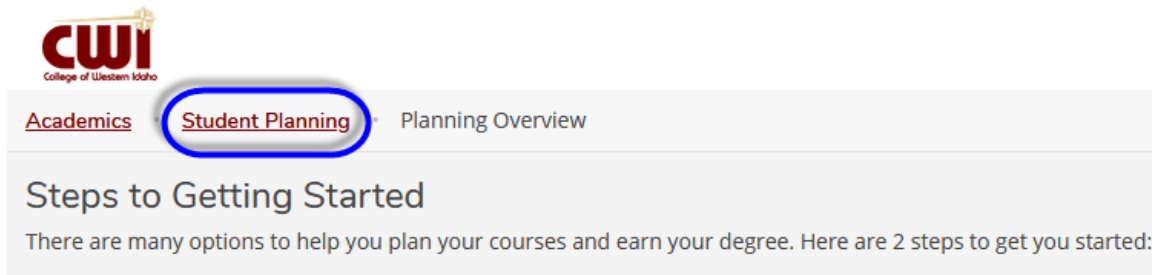 CWI
College of Western Idaho
Academics · Student Planning · Planning Overview
Steps to Getting Started
There are many options to help you plan your courses and earn your degree. Here are 2 steps to get you started: